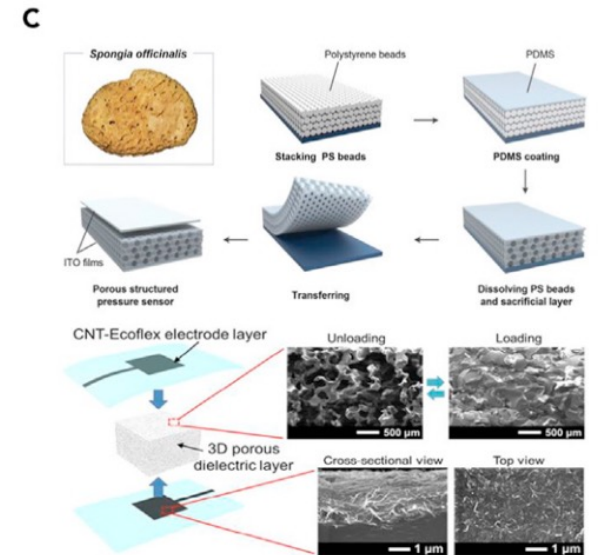 C
Spongia officinalis
Polystyrene beads
PDMS
Stacking PS beads
PDMS coating
ITO films
Porous structured
pressure sensor
Transferring
Dissolving PS beads
and sacrificial layer
CNT-Ecoflex electrode layer
Unloading
Loading
500 μm
500 μm
3D porous
dielectric layer
Cross-sectional view
Top view
1 μm
1 μm